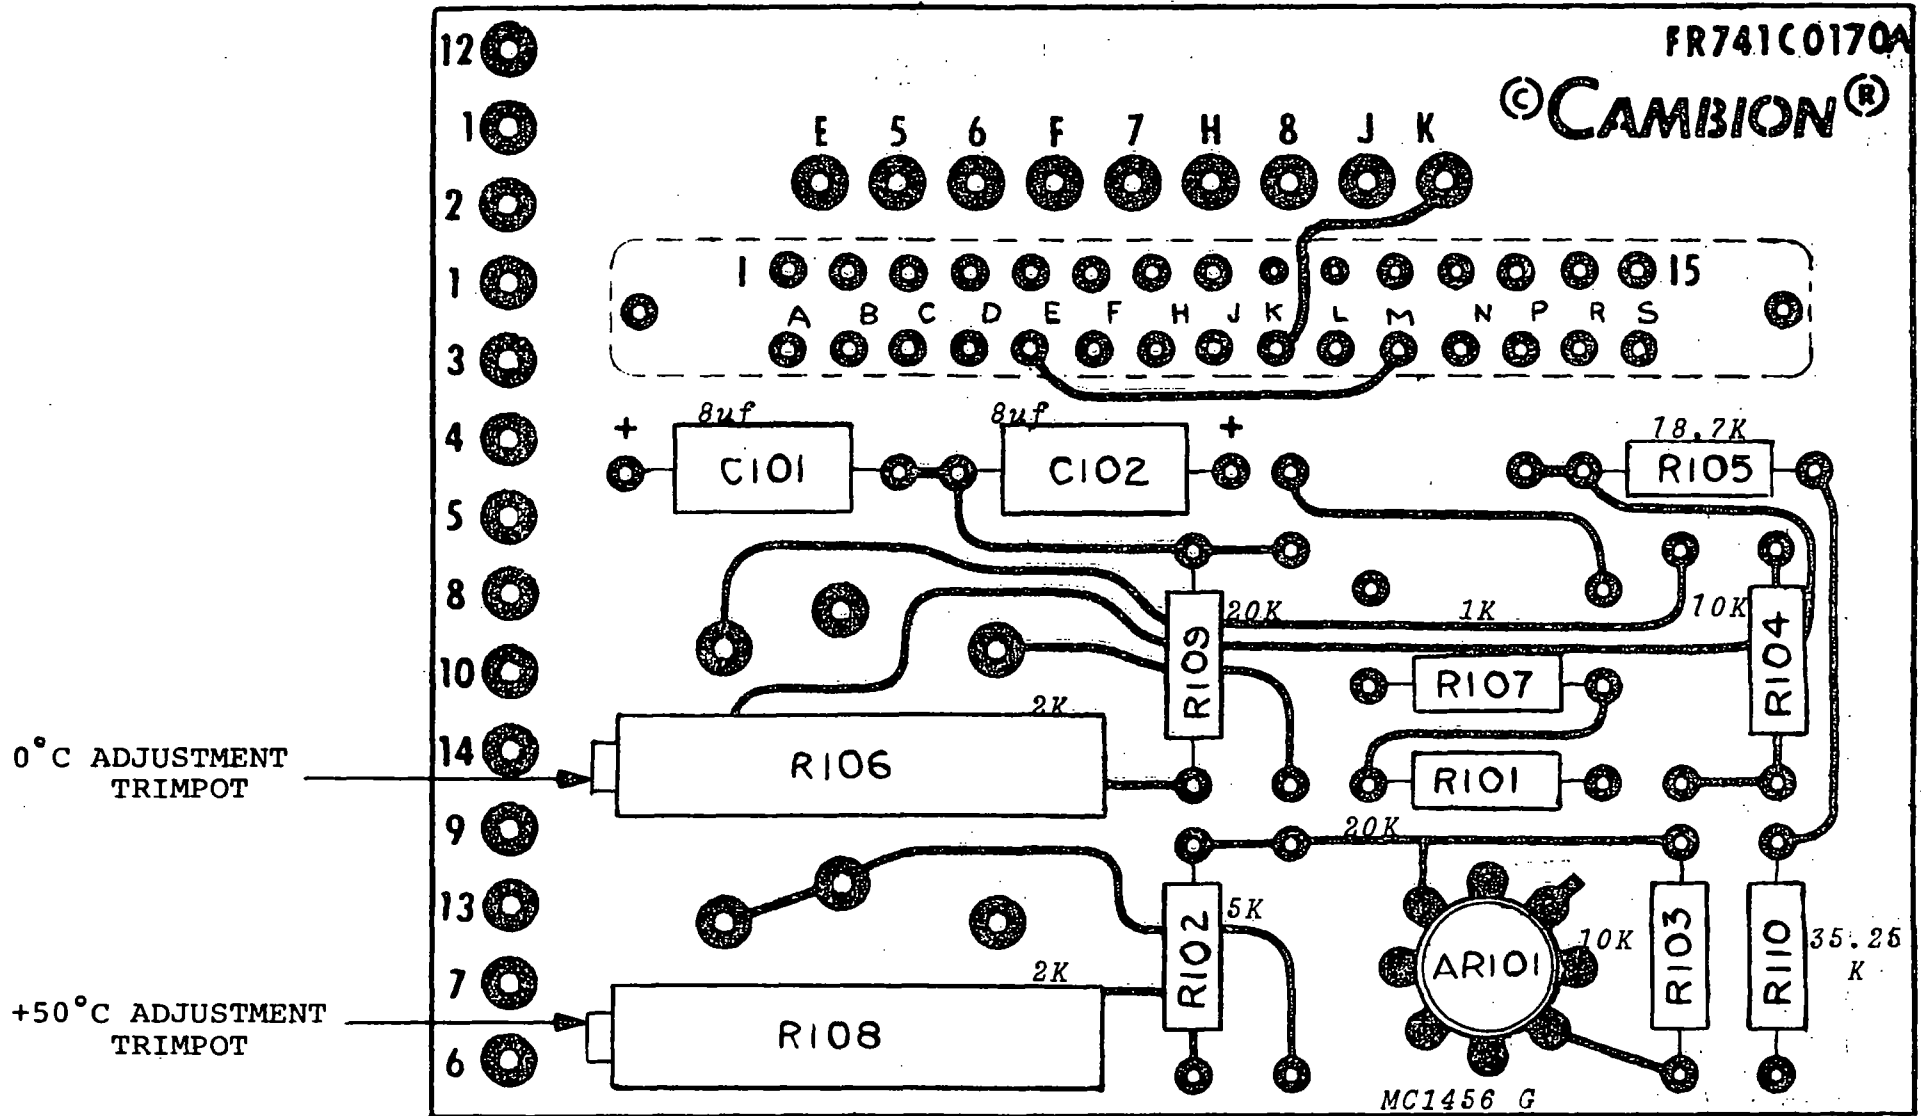 FR741C0170A
©CAMBION®
12
1
2
1
3
4
5
8
10
14
9
13
7
6
E 5 6 F 7 H 8 J K
1 15
A B C D E F H J K L M N P R S
+ 8uf 8uf +
C101 C102
18.7K
R105
20K 1K 10K
R109 R104
R107
2K
R106
R101
0°C ADJUSTMENT
TRIMPOT
20K
5K
R102
AR101
10K
R103
R110
35.25
K
2K
R108
+50°C ADJUSTMENT
TRIMPOT
MC1456 G